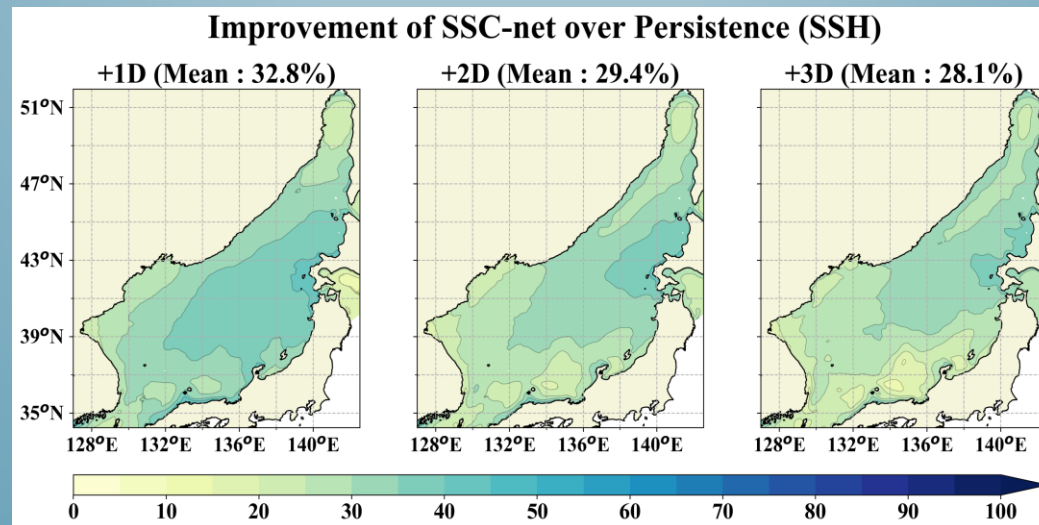 Improvement of SSC-net over Persistence (SSH)
+1D (Mean : 32.8%) +2D (Mean : 29.4%) +3D (Mean : 28.1%)
51°N
47°N
43°N
39°N
35°N
128°E 132°E 136°E 140°E 128°E 132°E 136°E 140°E 128°E 132°E 136°E 140°E
0 10 20 30 40 50 60 70 80 90 100